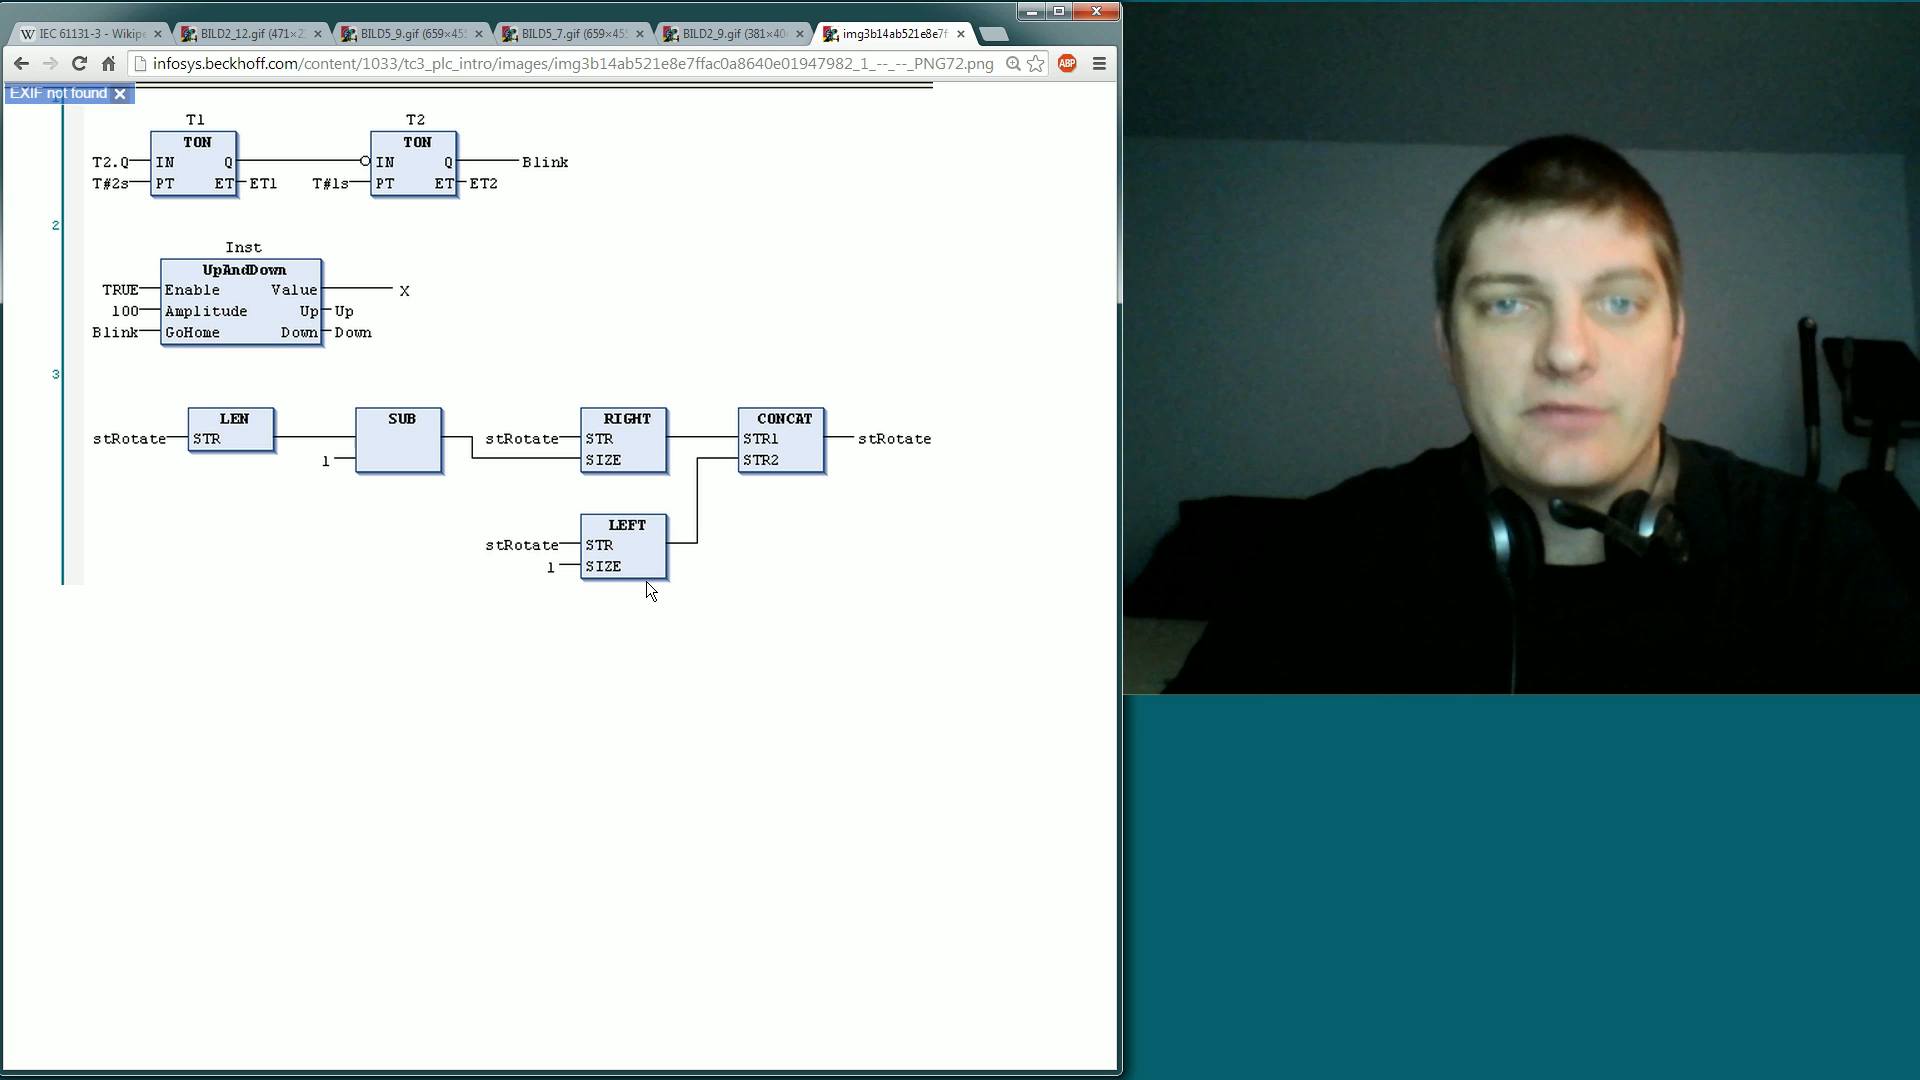 IEC 61131-3 - Wikipe
BILD2_12.gif (471×2
BILD5_9.gif (659×45
BILD5_7.gif (659×45
BILD2_9.gif (381×40
img3b14ab521e8e7f
infosys.beckhoff.com/content/1033/tc3_plc_intro/images/img3b14ab521e8e7ffac0a8640e01947982_1_--_--_PNG72.png
ABP
EXIF not found
T1
T2
TON
TON
T2.Q IN Q
IN Q Blink
T#2s PT ET ET1
T#1s PT ET ET2
2
Inst
UpAndDown
TRUE Enable Value X
100 Amplitude Up Up
Blink GoHome Down Down
3
LEN
SUB
RIGHT
CONCAT
stRotate STR
stRotate STR
STR1 stRotate
1
SIZE
STR2
LEFT
stRotate STR
1 SIZE